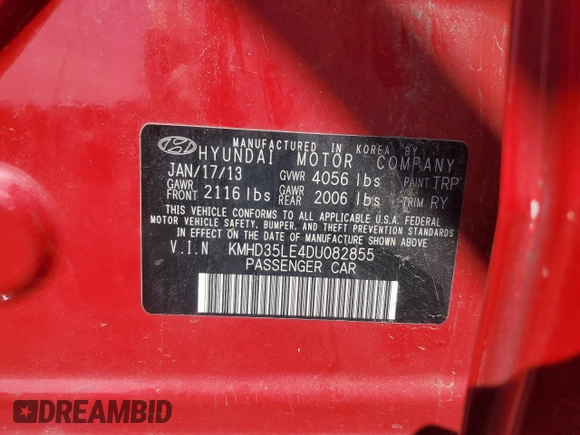 MANUFACTURED IN KOREA BY
HYUNDAI MOTOR COMPANY
JAN/17/13 GVWR 4056 lbs PAINT TRP
GAWR FRONT 2116 lbs GAWR REAR 2006 lbs TRIM RY
THIS VEHICLE CONFORMS TO ALL APPLICABLE U.S.A. FEDERAL
MOTOR VEHICLE SAFETY, BUMPER, AND THEFT PREVENTION STANDARDS
IN EFFECT ON THE DATE OF MANUFACTURE SHOWN ABOVE
V.I.N KMHD35LE4DU082855
PASSENGER CAR
DREAMBID